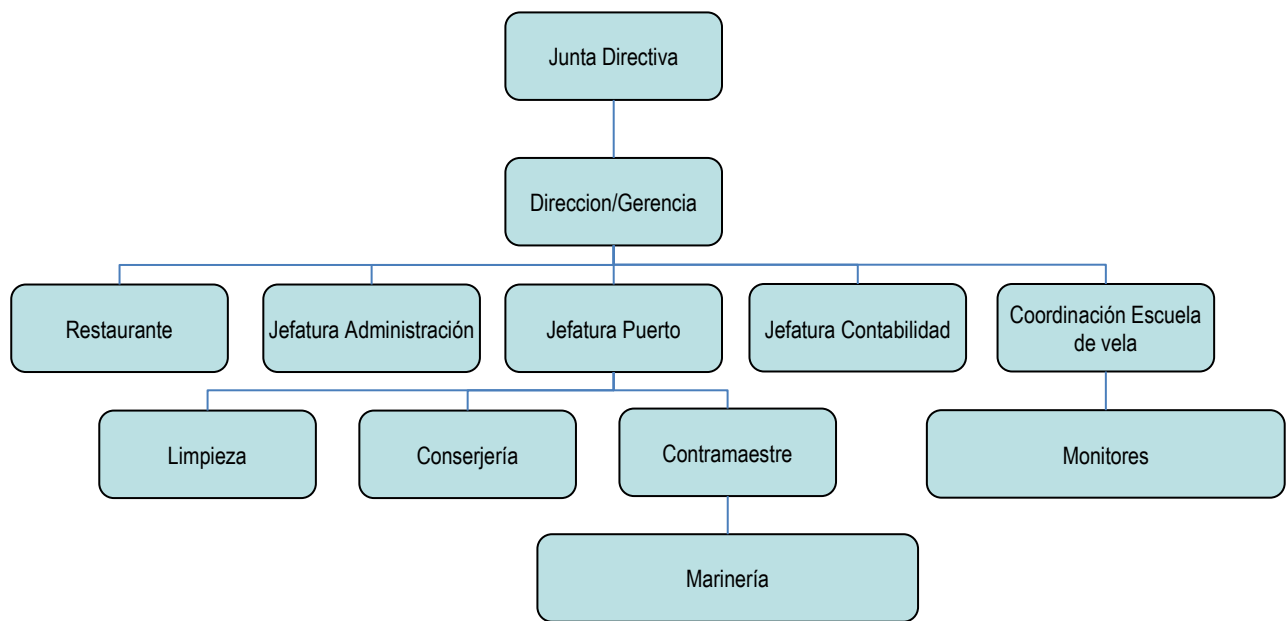 Junta Directiva
Direccion/Gerencia
Restaurante
Jefatura Administración
Jefatura Puerto
Jefatura Contabilidad
Coordinación Escuela
de vela
Limpieza
Conserjería
Contramaestre
Monitores
Marinería